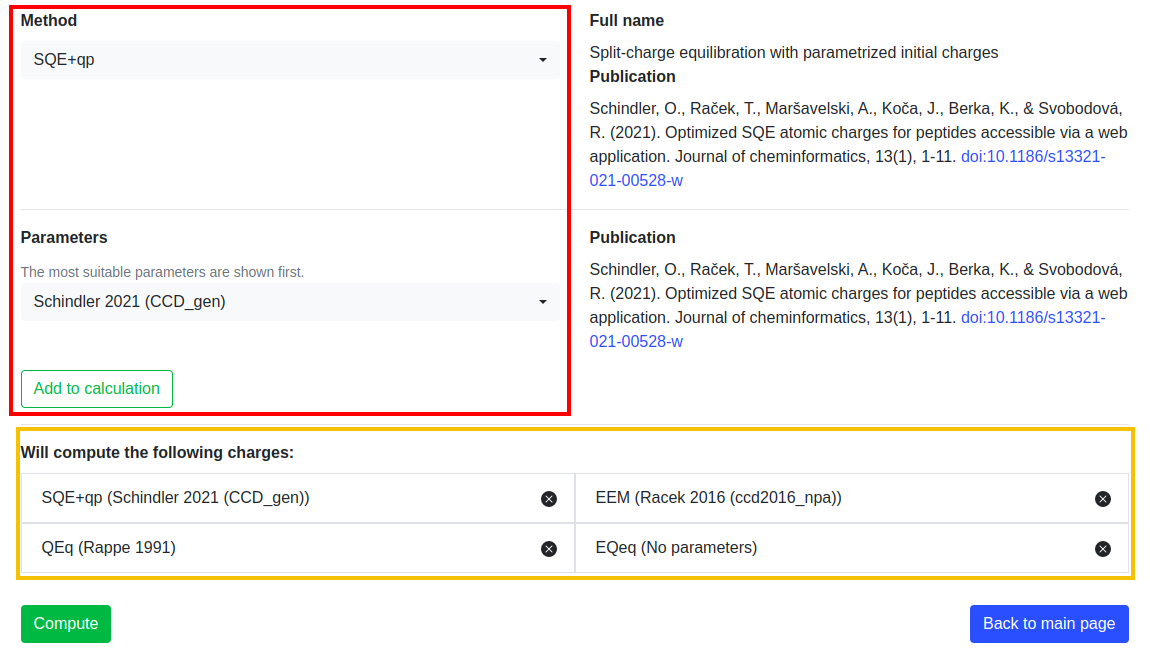 Method
SQE+qp
Full name
Split-charge equilibration with parametrized initial charges
Publication
Schindler, O., Raček, T., Maršavelski, A., Koča, J., Berka, K., & Svobodová,
R. (2021). Optimized SQE atomic charges for peptides accessible via a web
application. Journal of cheminformatics, 13(1), 1-11. doi:10.1186/s13321-
021-00528-w
Parameters
The most suitable parameters are shown first.
Schindler 2021 (CCD_gen)
Add to calculation
Publication
Schindler, O., Raček, T., Maršavelski, A., Koča, J., Berka, K., & Svobodová,
R. (2021). Optimized SQE atomic charges for peptides accessible via a web
application. Journal of cheminformatics, 13(1), 1-11. doi:10.1186/s13321-
021-00528-w
Will compute the following charges:
SQE+qp (Schindler 2021 (CCD_gen))
EEM (Racek 2016 (ccd2016_npa))
QEq (Rappe 1991)
EQeq (No parameters)
Compute
Back to main page